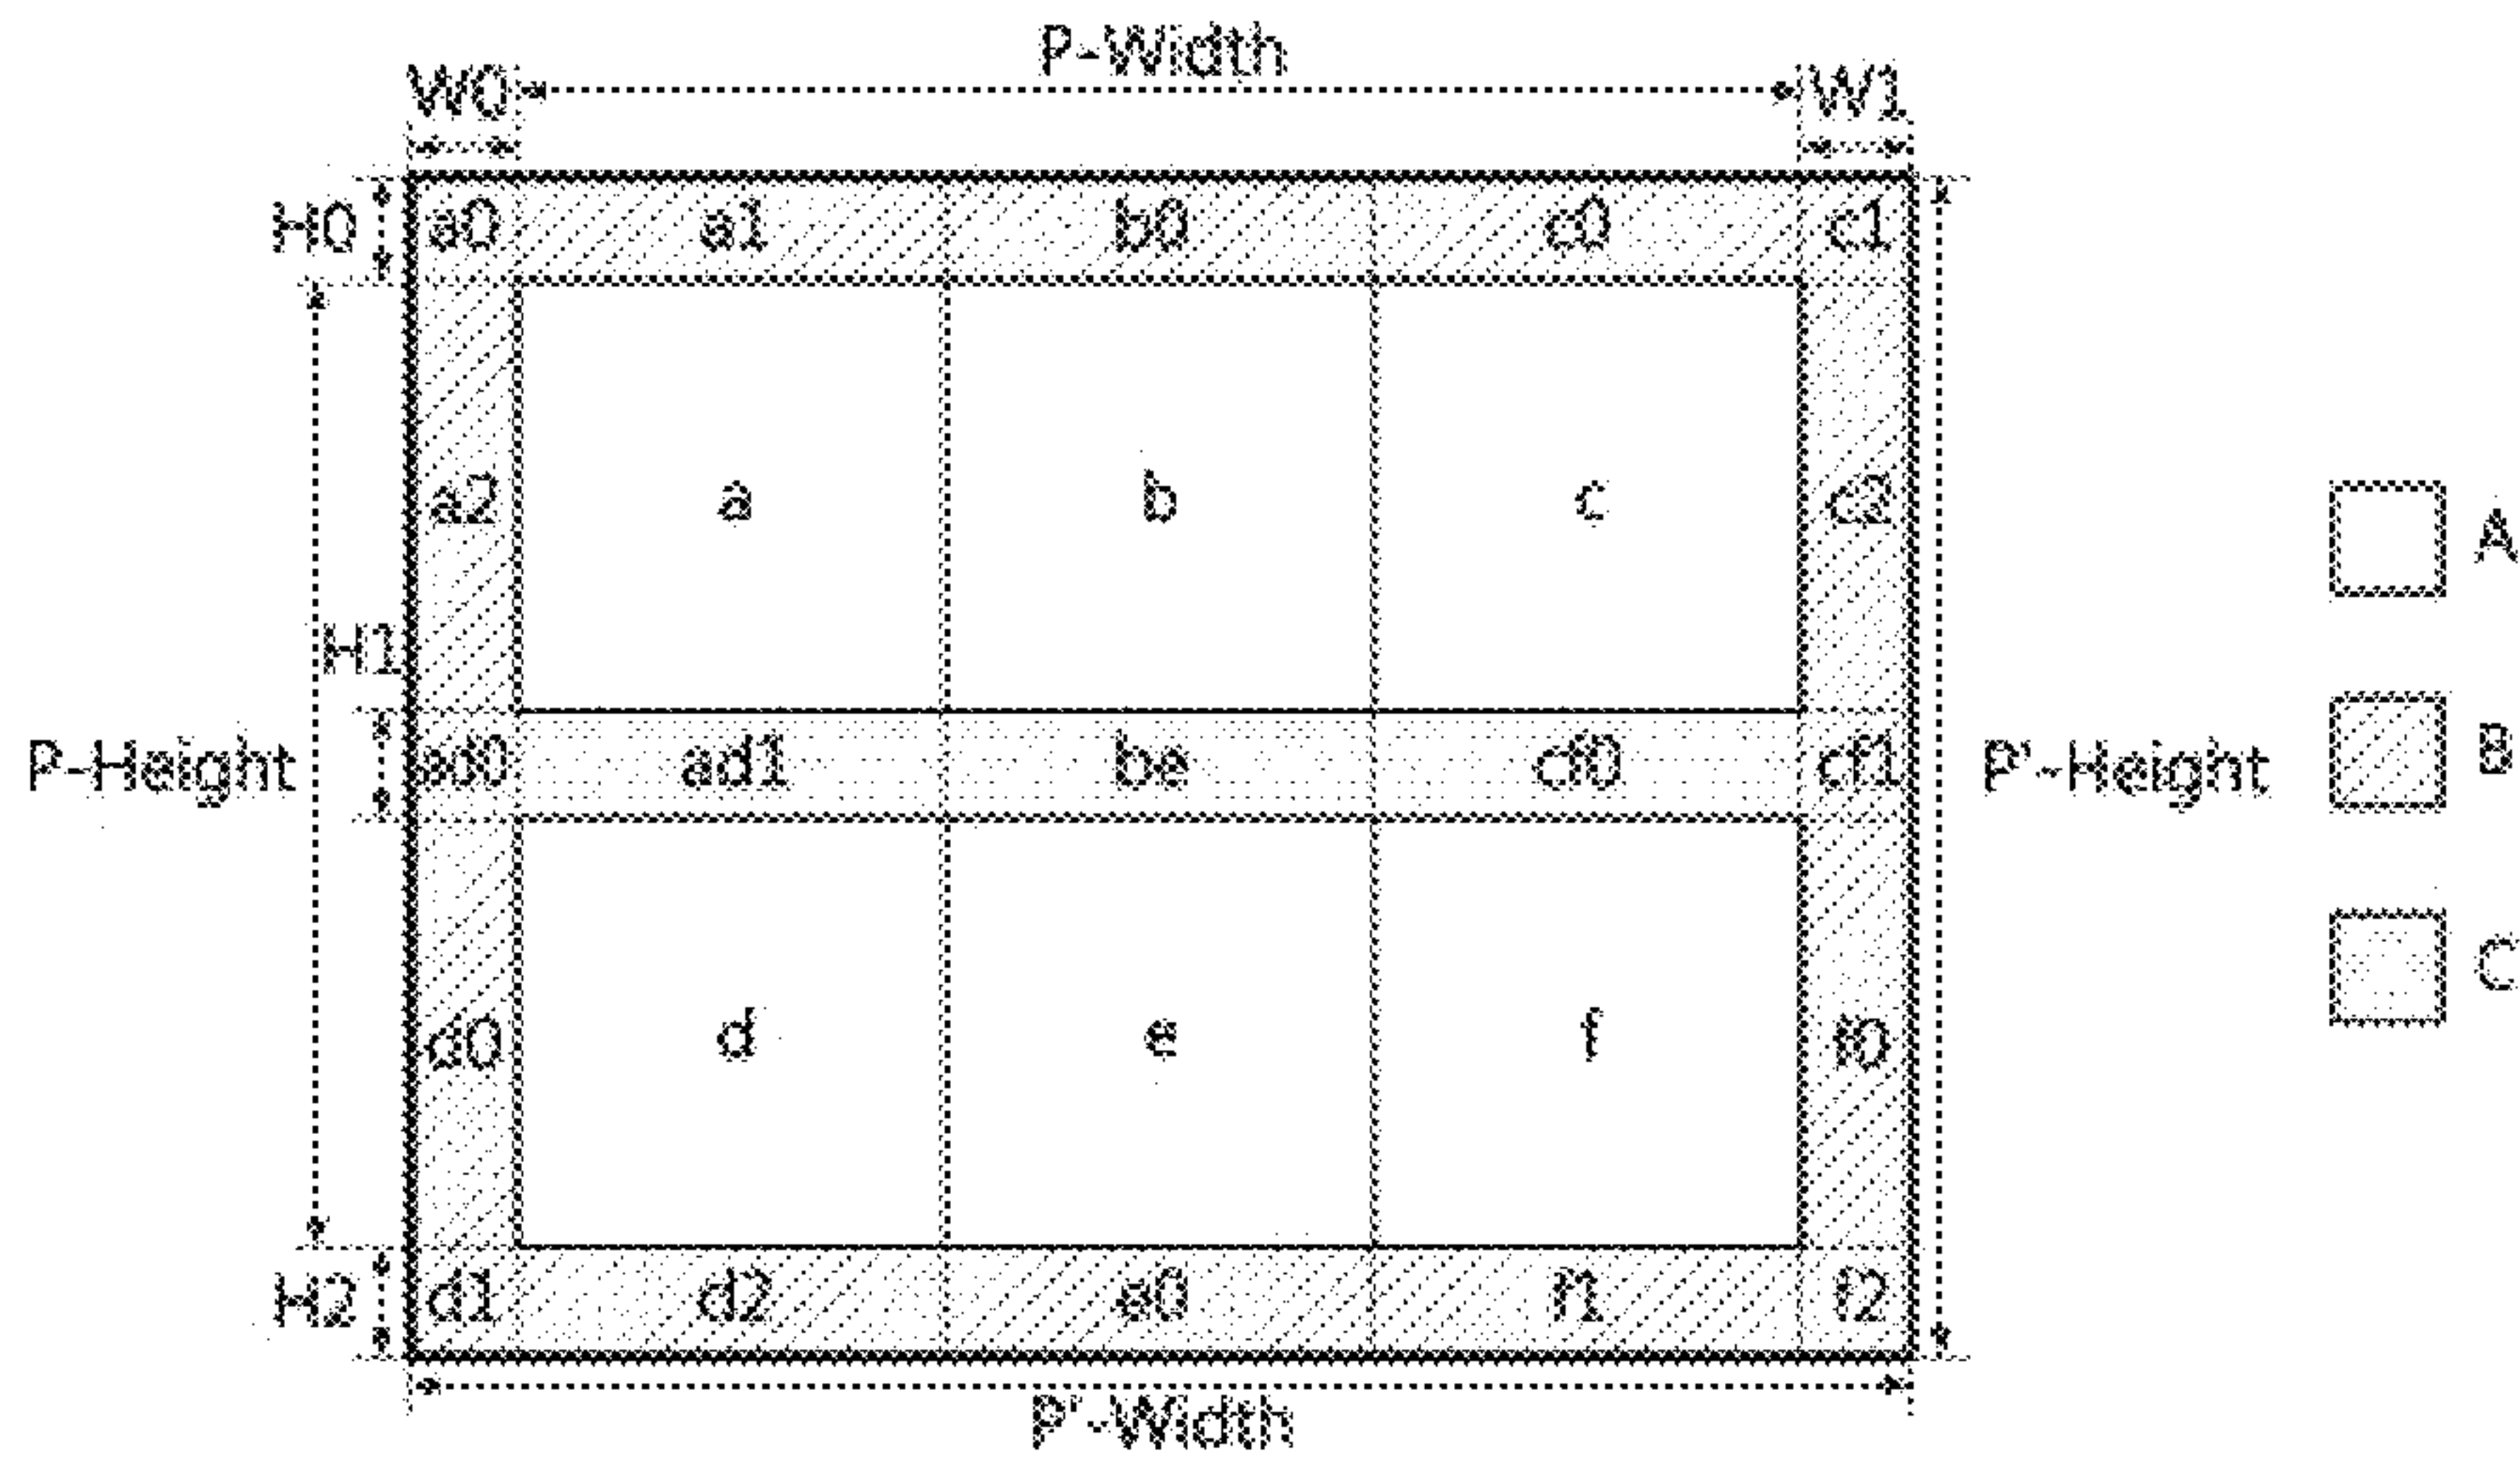 P-Width
W0 W1
H0 a0 a1 b0 c0 c1
a2 a b c c2
A
H1
P-Height ad0 ad1 be cf0 cf1 P'-Height B
C
d0 d e f f0
H2 d1 d2 e0 f1 f2
P'-Width